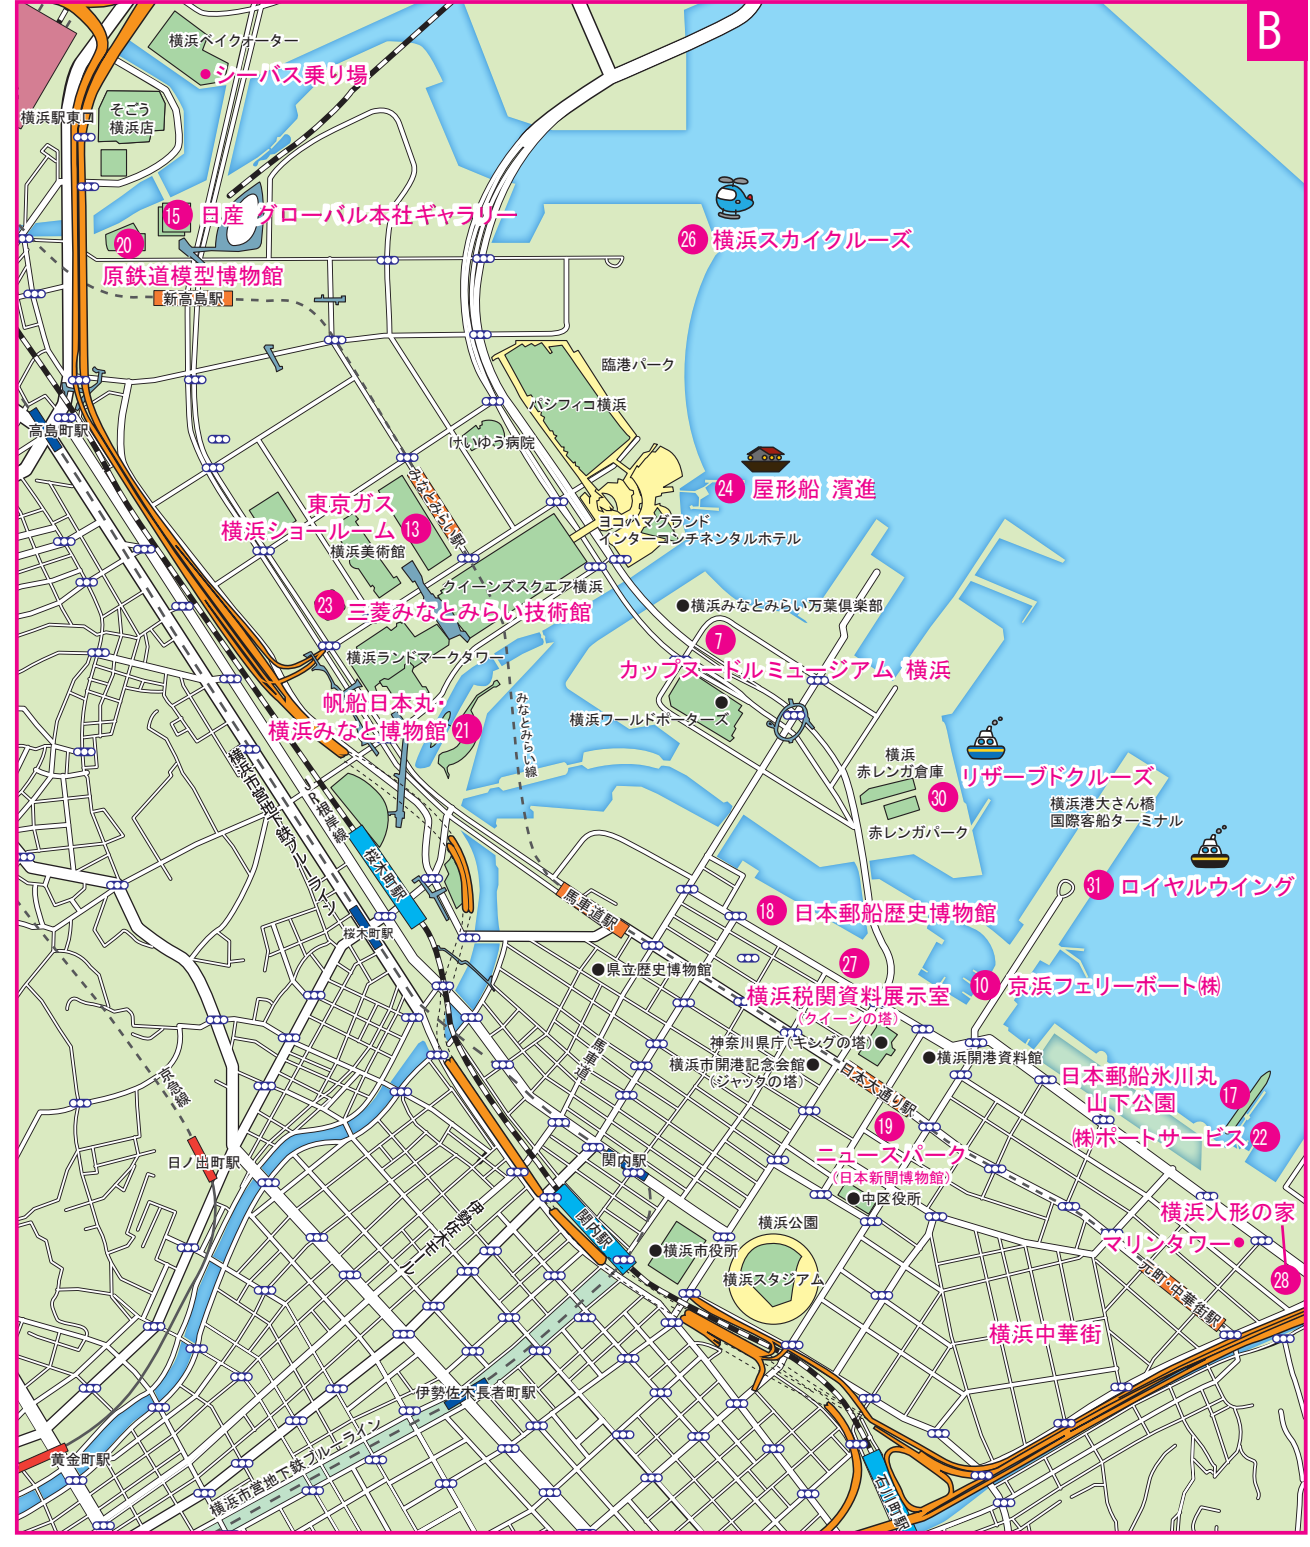 B
横浜ベイクォーター
シーバス乗り場
横浜駅東口
そごう
横浜店
15 日産 グローバル本社ギャラリー
20
原鉄道模型博物館
新高島駅
26 横浜スカイクルーズ
臨港パーク
パシフィコ横浜
高島町駅
けいゆう病院
みなとみらい駅
24 屋形船 濱進
東京ガス
横浜ショールーム 13
横浜美術館
ヨコハマグランド
インターコンチネンタルホテル
クイーンズスクエア横浜
23 三菱みなとみらい技術館
横浜みなとみらい万葉倶楽部
7
カップヌードルミュージアム 横浜
横浜ランドマークタワー
帆船日本丸・
横浜みなと博物館 21
みなとみらい線
横浜ワールドポーターズ
横浜市営地下鉄ブルーライン
JR根岸線
横浜
赤レンガ倉庫
30
赤レンガパーク
リザーブドクルーズ
横浜港大さん橋
国際客船ターミナル
桜木町駅
桜木町駅
31 ロイヤルウイング
馬車道駅
18 日本郵船歴史博物館
県立歴史博物館
27
横浜税関資料展示室
(クイーンの塔)
10 京浜フェリーボート㈱
神奈川県庁(キングの塔)
横浜市開港記念会館
(ジャックの塔)
馬車道
横浜開港資料館
日本大通り駅
京急線
日本郵船氷川丸
17
山下公園
㈱ポートサービス 22
19
ニュースパーク
(日本新聞博物館)
日ノ出町駅
関内駅
中区役所
伊勢佐木モール
関内駅
横浜公園
横浜市役所
横浜スタジアム
横浜人形の家
マリンタワー
28
元町・中華街駅
横浜中華街
伊勢佐木長者町駅
黄金町駅
横浜市営地下鉄ブルーライン
石川町駅